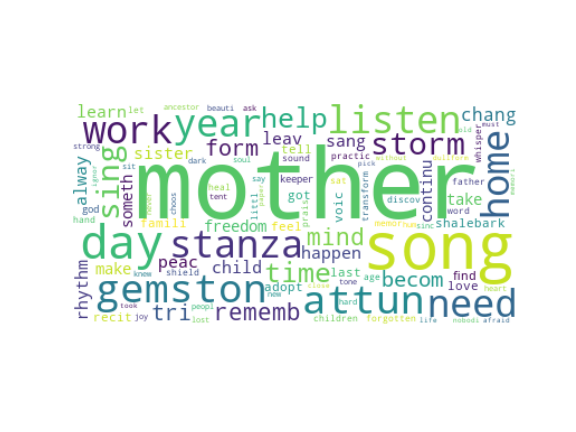 learn let ancestor beauti ask chang
work year help listen
strong form leav sang storm whisper must old
sister tell sound practic without
alway sing someth dark soul pick home
mother
sit
god famili heal tent keeper voic sat transform continu father take
hand freedom got littl prais discov word shalebark
day stanza mind song
peac feel happen
rhythm make child time last becom find love
knew shield adopt age heart
gemston attun need
recit tri rememb new tone hard
took joy lost peopl children forgotten life nobodi afraid